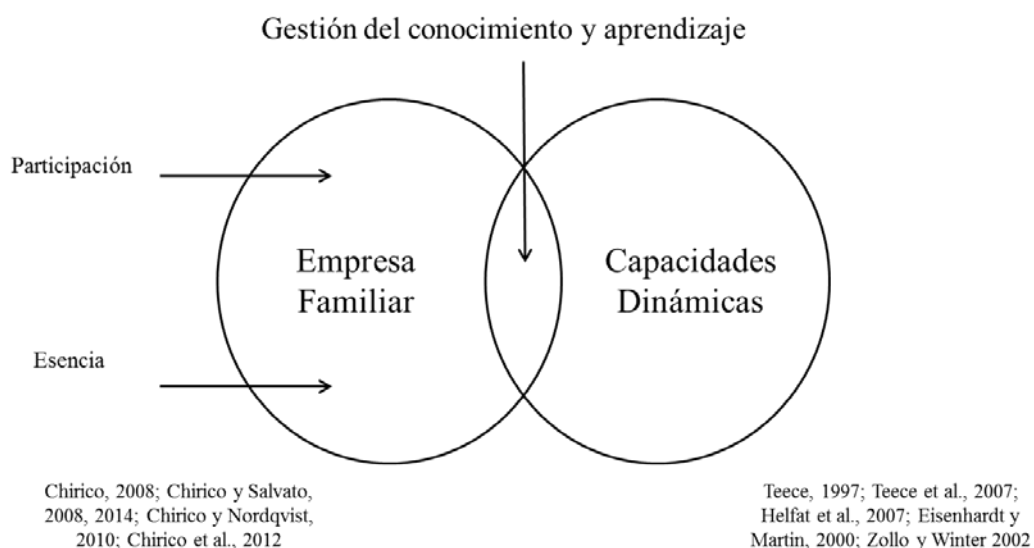 Gestión del conocimiento y aprendizaje
Participación
Empresa
Familiar
Capacidades
Dinámicas
Esencia
Chirico, 2008; Chirico y Salvato,
2008, 2014; Chirico y Nordqvist,
2010; Chirico et al., 2012
Teece, 1997; Teece et al., 2007;
Helfat et al., 2007; Eisenhardt y
Martin, 2000; Zollo y Winter 2002